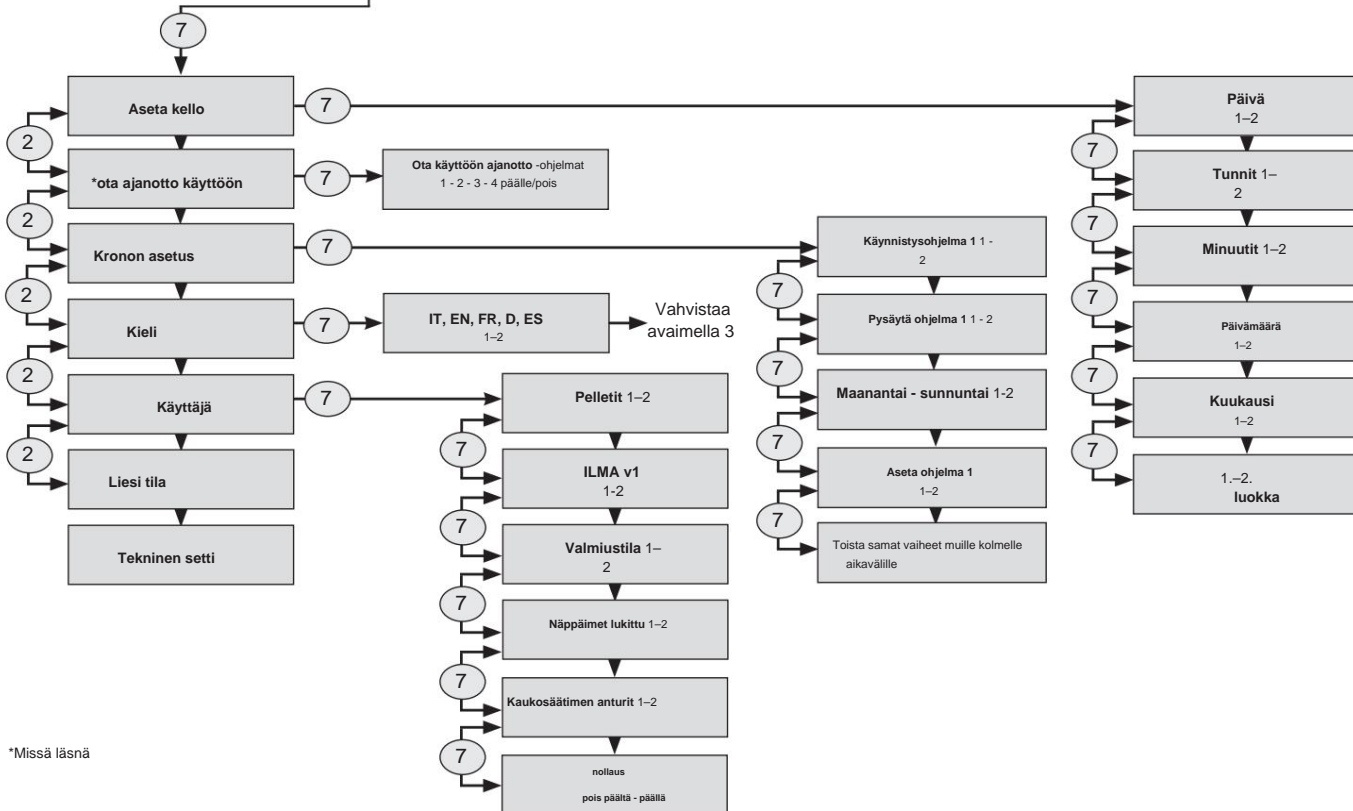 7
Aseta kello
7
2
*ota ajanotto käyttöön
7
Ota käyttöön ajanotto -ohjelmat
1 - 2 - 3 - 4 päälle/pois
2
Kronon asetus
7
2
Kieli
7
IT, EN, FR, D, ES
1–2
Vahvistaa
avaimella 3
2
Käyttäjä
7
2
Liesi tila
Tekninen setti
Pelletit 1–2
7
ILMA v1
1-2
7
Valmiustila 1–
2
7
Näppäimet lukittu 1–2
7
Kaukosäätimen anturit 1–2
7
nollaus
pois päältä - päällä
Käynnistysohjelma 1 1 -
2
7
Pysäytä ohjelma 1 1 - 2
7
Maanantai - sunnuntai 1-2
7
Aseta ohjelma 1
1–2
7
Toista samat vaiheet muille kolmelle
aikavälille
Päivä
1–2
7
Tunnit 1–
2
7
Minuutit 1–2
7
Päivämäärä
1–2
7
Kuukausi
1–2
7
1.–2.
luokka
*Missä läsnä